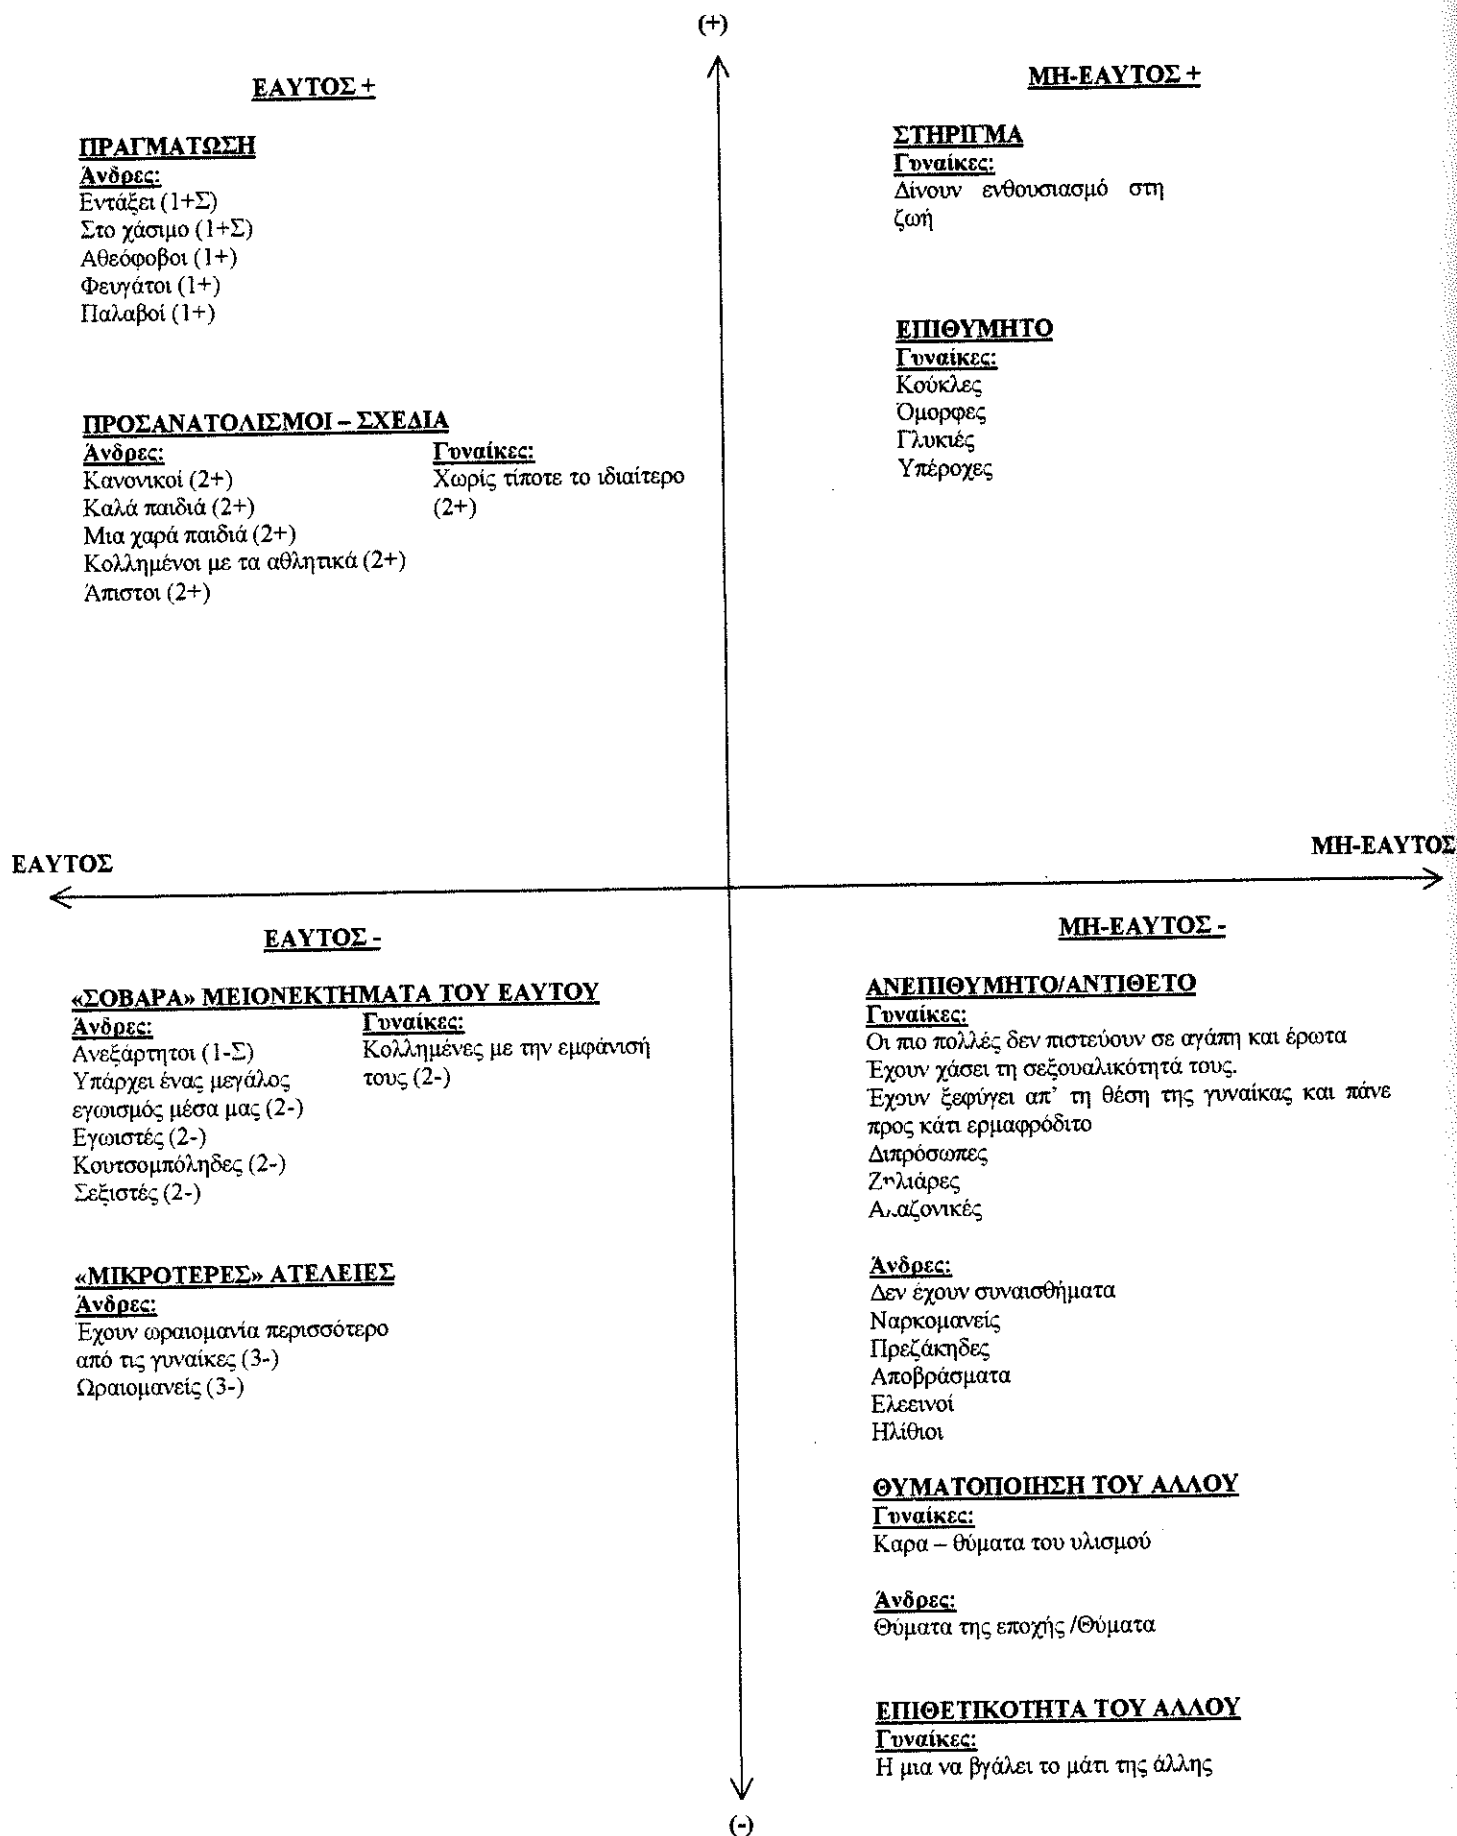 (+)
ΕΑΥΤΟΣ +
ΠΡΑΓΜΑΤΩΣΗ
Άνδρες:
Εντάξει (1+Σ)
Στο χάσιμο (1+Σ)
Αθεόφοβοι (1+)
Φευγάτοι (1+)
Παλαβοί (1+)
ΠΡΟΣΑΝΑΤΟΛΙΣΜΟΙ – ΣΧΕΔΙΑ
Άνδρες:
Κανονικοί (2+)
Καλά παιδιά (2+)
Μια χαρά παιδιά (2+)
Κολλημένοι με τα αθλητικά (2+)
Άπιστοι (2+)
Γυναίκες:
Χωρίς τίποτε το ιδιαίτερο
(2+)
ΜΗ-ΕΑΥΤΟΣ +
ΣΤΗΡΙΓΜΑ
Γυναίκες:
Δίνουν ενθουσιασμό στη
ζωή
ΕΠΙΘΥΜΗΤΟ
Γυναίκες:
Κούκλες
Όμορφες
Γλυκιές
Υπέροχες
ΕΑΥΤΟΣ
ΜΗ-ΕΑΥΤΟΣ
ΕΑΥΤΟΣ -
«ΣΟΒΑΡΑ» ΜΕΙΟΝΕΚΤΗΜΑΤΑ ΤΟΥ ΕΑΥΤΟΥ
Άνδρες:
Ανεξάρτητοι (1-Σ)
Υπάρχει ένας μεγάλος
εγωισμός μέσα μας (2-)
Εγωιστές (2-)
Κουτσομπόληδες (2-)
Σεξιστές (2-)
Γυναίκες:
Κολλημένες με την εμφάνισή
τους (2-)
«ΜΙΚΡΟΤΕΡΕΣ» ΑΤΕΛΕΙΕΣ
Άνδρες:
Έχουν ωραιομανία περισσότερο
από τις γυναίκες (3-)
Ωραιομανείς (3-)
ΜΗ-ΕΑΥΤΟΣ -
ΑΝΕΠΙΘΥΜΗΤΟ/ΑΝΤΙΘΕΤΟ
Γυναίκες:
Οι πιο πολλές δεν πιστεύουν σε αγάπη και έρωτα
Έχουν χάσει τη σεξουαλικότητά τους.
Έχουν ξεφύγει απ’ τη θέση της γυναίκας και πάνε
προς κάτι ερμαφρόδιτο
Διπρόσωπες
Ζηλιάρες
Αλαζονικές
Άνδρες:
Δεν έχουν συναισθήματα
Ναρκομανείς
Πρεζάκηδες
Αποβράσματα
Ελεεινοί
Ηλίθιοι
ΘΥΜΑΤΟΠΟΙΗΣΗ ΤΟΥ ΑΛΛΟΥ
Γυναίκες:
Καρα – θύματα του υλισμού
Άνδρες:
Θύματα της εποχής /Θύματα
ΕΠΙΘΕΤΙΚΟΤΗΤΑ ΤΟΥ ΑΛΛΟΥ
Γυναίκες:
Η μια να βγάλει το μάτι της άλλης
(-)